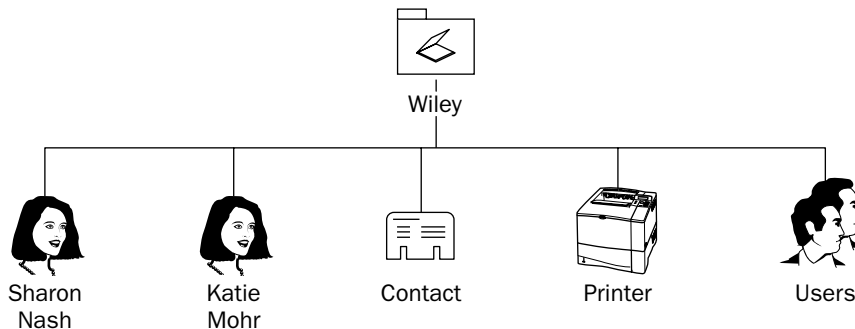 Wiley
Sharon
Nash
Katie
Mohr
Contact
Printer
Users